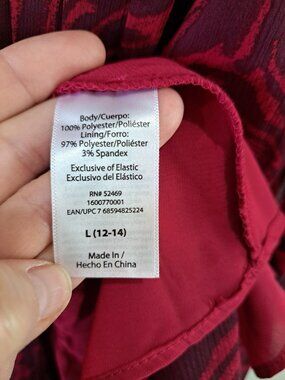 Body/Cuerpo:
100% Polyester/Poliéster
Lining/Forro:
97% Polyester/Poliéster
3% Spandex
Exclusive of Elastic
Exclusivo del Elástico
RN# 52469
1600770001
EAN/UPC 7 68594825224
L (12-14)
Made In /
Hecho En China